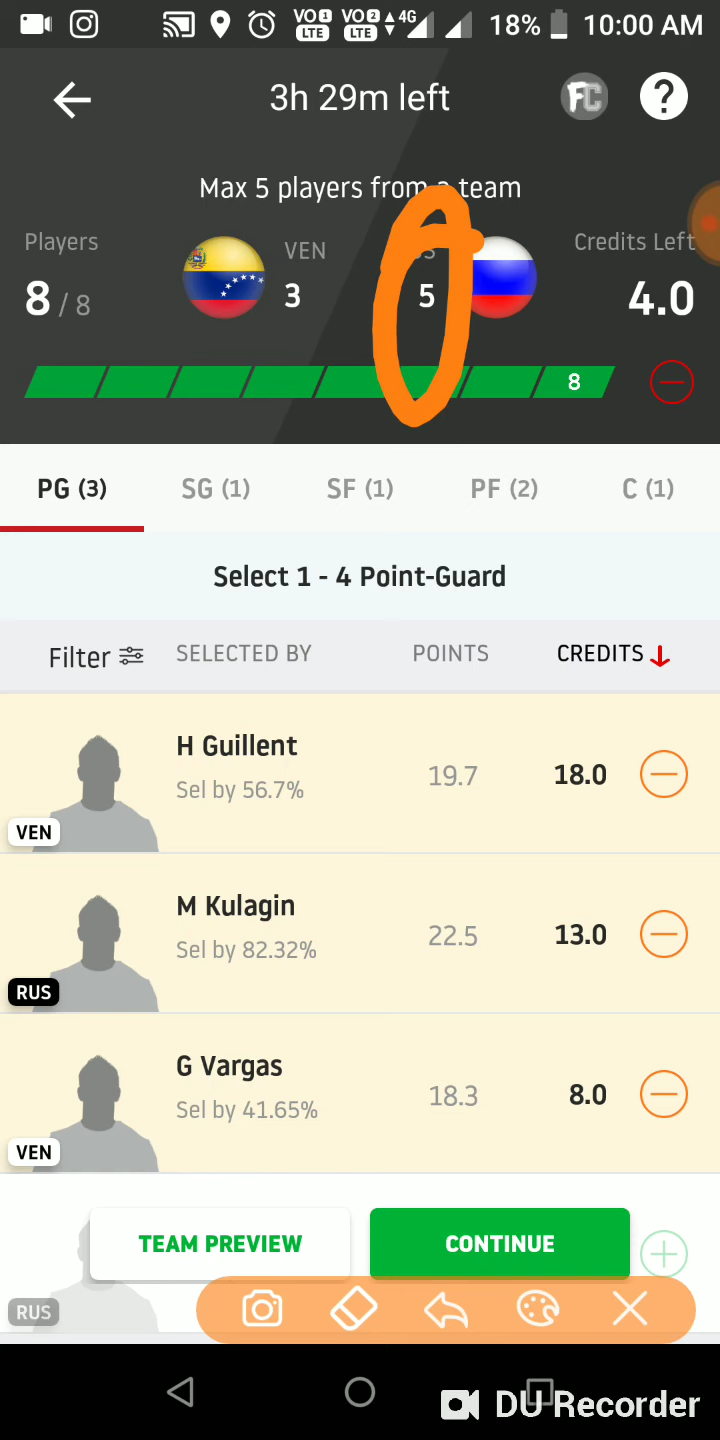 VO 1 LTE VO 2 LTE 4G 18% 10:00 AM
3h 29m left FC ?
Max 5 players from a team
Players VEN Credits Left
8 / 8 3 5 4.0
8
PG (3) SG (1) SF (1) PF (2) C (1)
Select 1 - 4 Point-Guard
Filter SELECTED BY POINTS CREDITS
H Guillent
Sel by 56.7% 19.7 18.0
VEN
M Kulagin
Sel by 82.32% 22.5 13.0
RUS
G Vargas
Sel by 41.65% 18.3 8.0
VEN
TEAM PREVIEW CONTINUE
RUS
DU Recorder